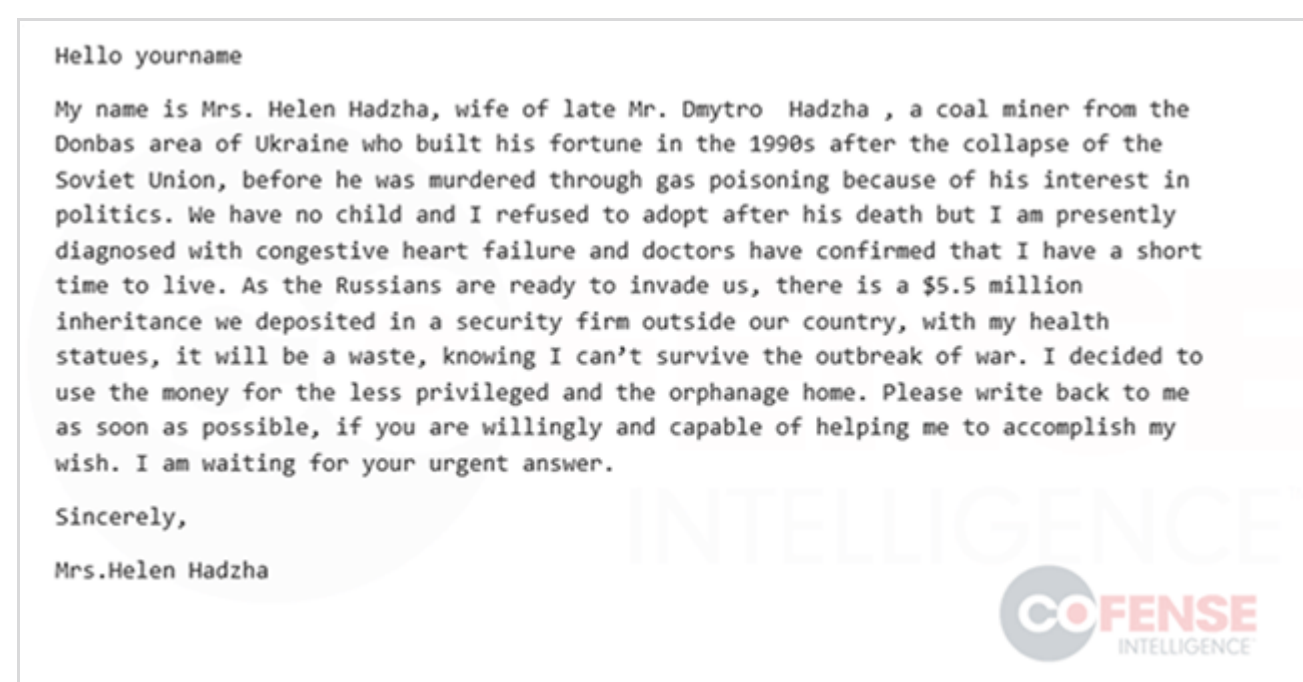 Hello yourname
My name is Mrs. Helen Hadzha, wife of late Mr. Dmytro  Hadzha , a coal miner from the
Donbas area of Ukraine who built his fortune in the 1990s after the collapse of the
Soviet Union, before he was murdered through gas poisoning because of his interest in
politics. We have no child and I refused to adopt after his death but I am presently
diagnosed with congestive heart failure and doctors have confirmed that I have a short
time to live. As the Russians are ready to invade us, there is a $5.5 million
inheritance we deposited in a security firm outside our country, with my health
statues, it will be a waste, knowing I can’t survive the outbreak of war. I decided to
use the money for the less privileged and the orphanage home. Please write back to me
as soon as possible, if you are willingly and capable of helping me to accomplish my
wish. I am waiting for your urgent answer.
Sincerely,
INTELLIGENCE
Mrs.Helen Hadzha
COFENSE
INTELLIGENCE